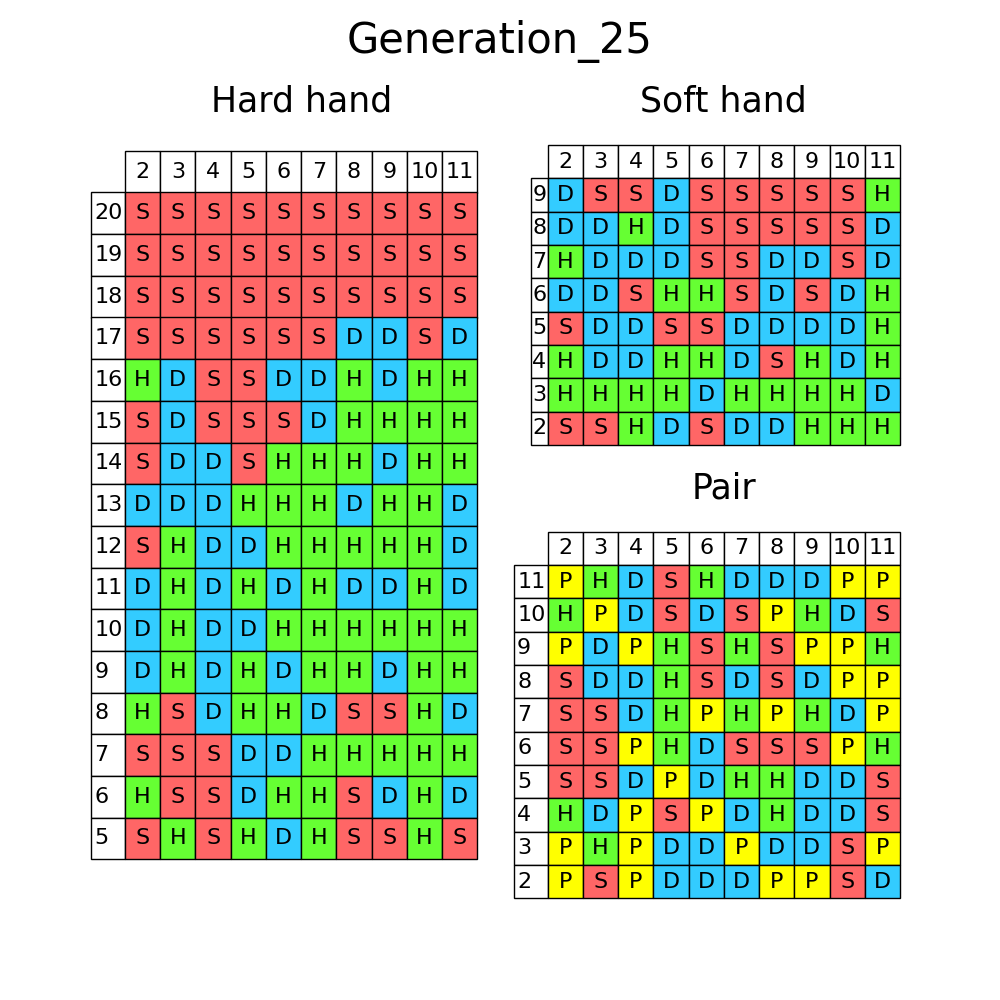 Generation_25
Hard hand
2 3 4 5 6 7 8 9 10 11
20 S S S S S S S S S S
19 S S S S S S S S S S
18 S S S S S S S S S S
17 S S S S S S D D S D
16 H D S S D D H D H H
15 S D S S S D H H H H
14 S D D S H H H D H H
13 D D D H H H D H H D
12 S H D D H H H H H D
11 D H D H D H D D H D
10 D H D D H H H H H H
9 D H D H D H H D H H
8 H S D H H D S S H D
7 S S S D D H H H H H
6 H S S D H H S D H D
5 S H S H D H S S H S
Soft hand
2 3 4 5 6 7 8 9 10 11
9 D S S D S S S S S H
8 D D H D S S S S S D
7 H D D D S S D D S D
6 D D S H H S D S D H
5 S D D S S D D D D H
4 H D D H H D S H D H
3 H H H H D H H H H D
2 S S H D S D D H H H
Pair
2 3 4 5 6 7 8 9 10 11
11 P H D S H D D D P P
10 H P D S D S P H D S
9 P D P H S H S P P H
8 S D D H S D S D P P
7 S S D H P H P H D P
6 S S P H D S S S P H
5 S S D P D H H D D S
4 H D P S P D H D D S
3 P H P D D P D D S P
2 P S P D D D P P S D